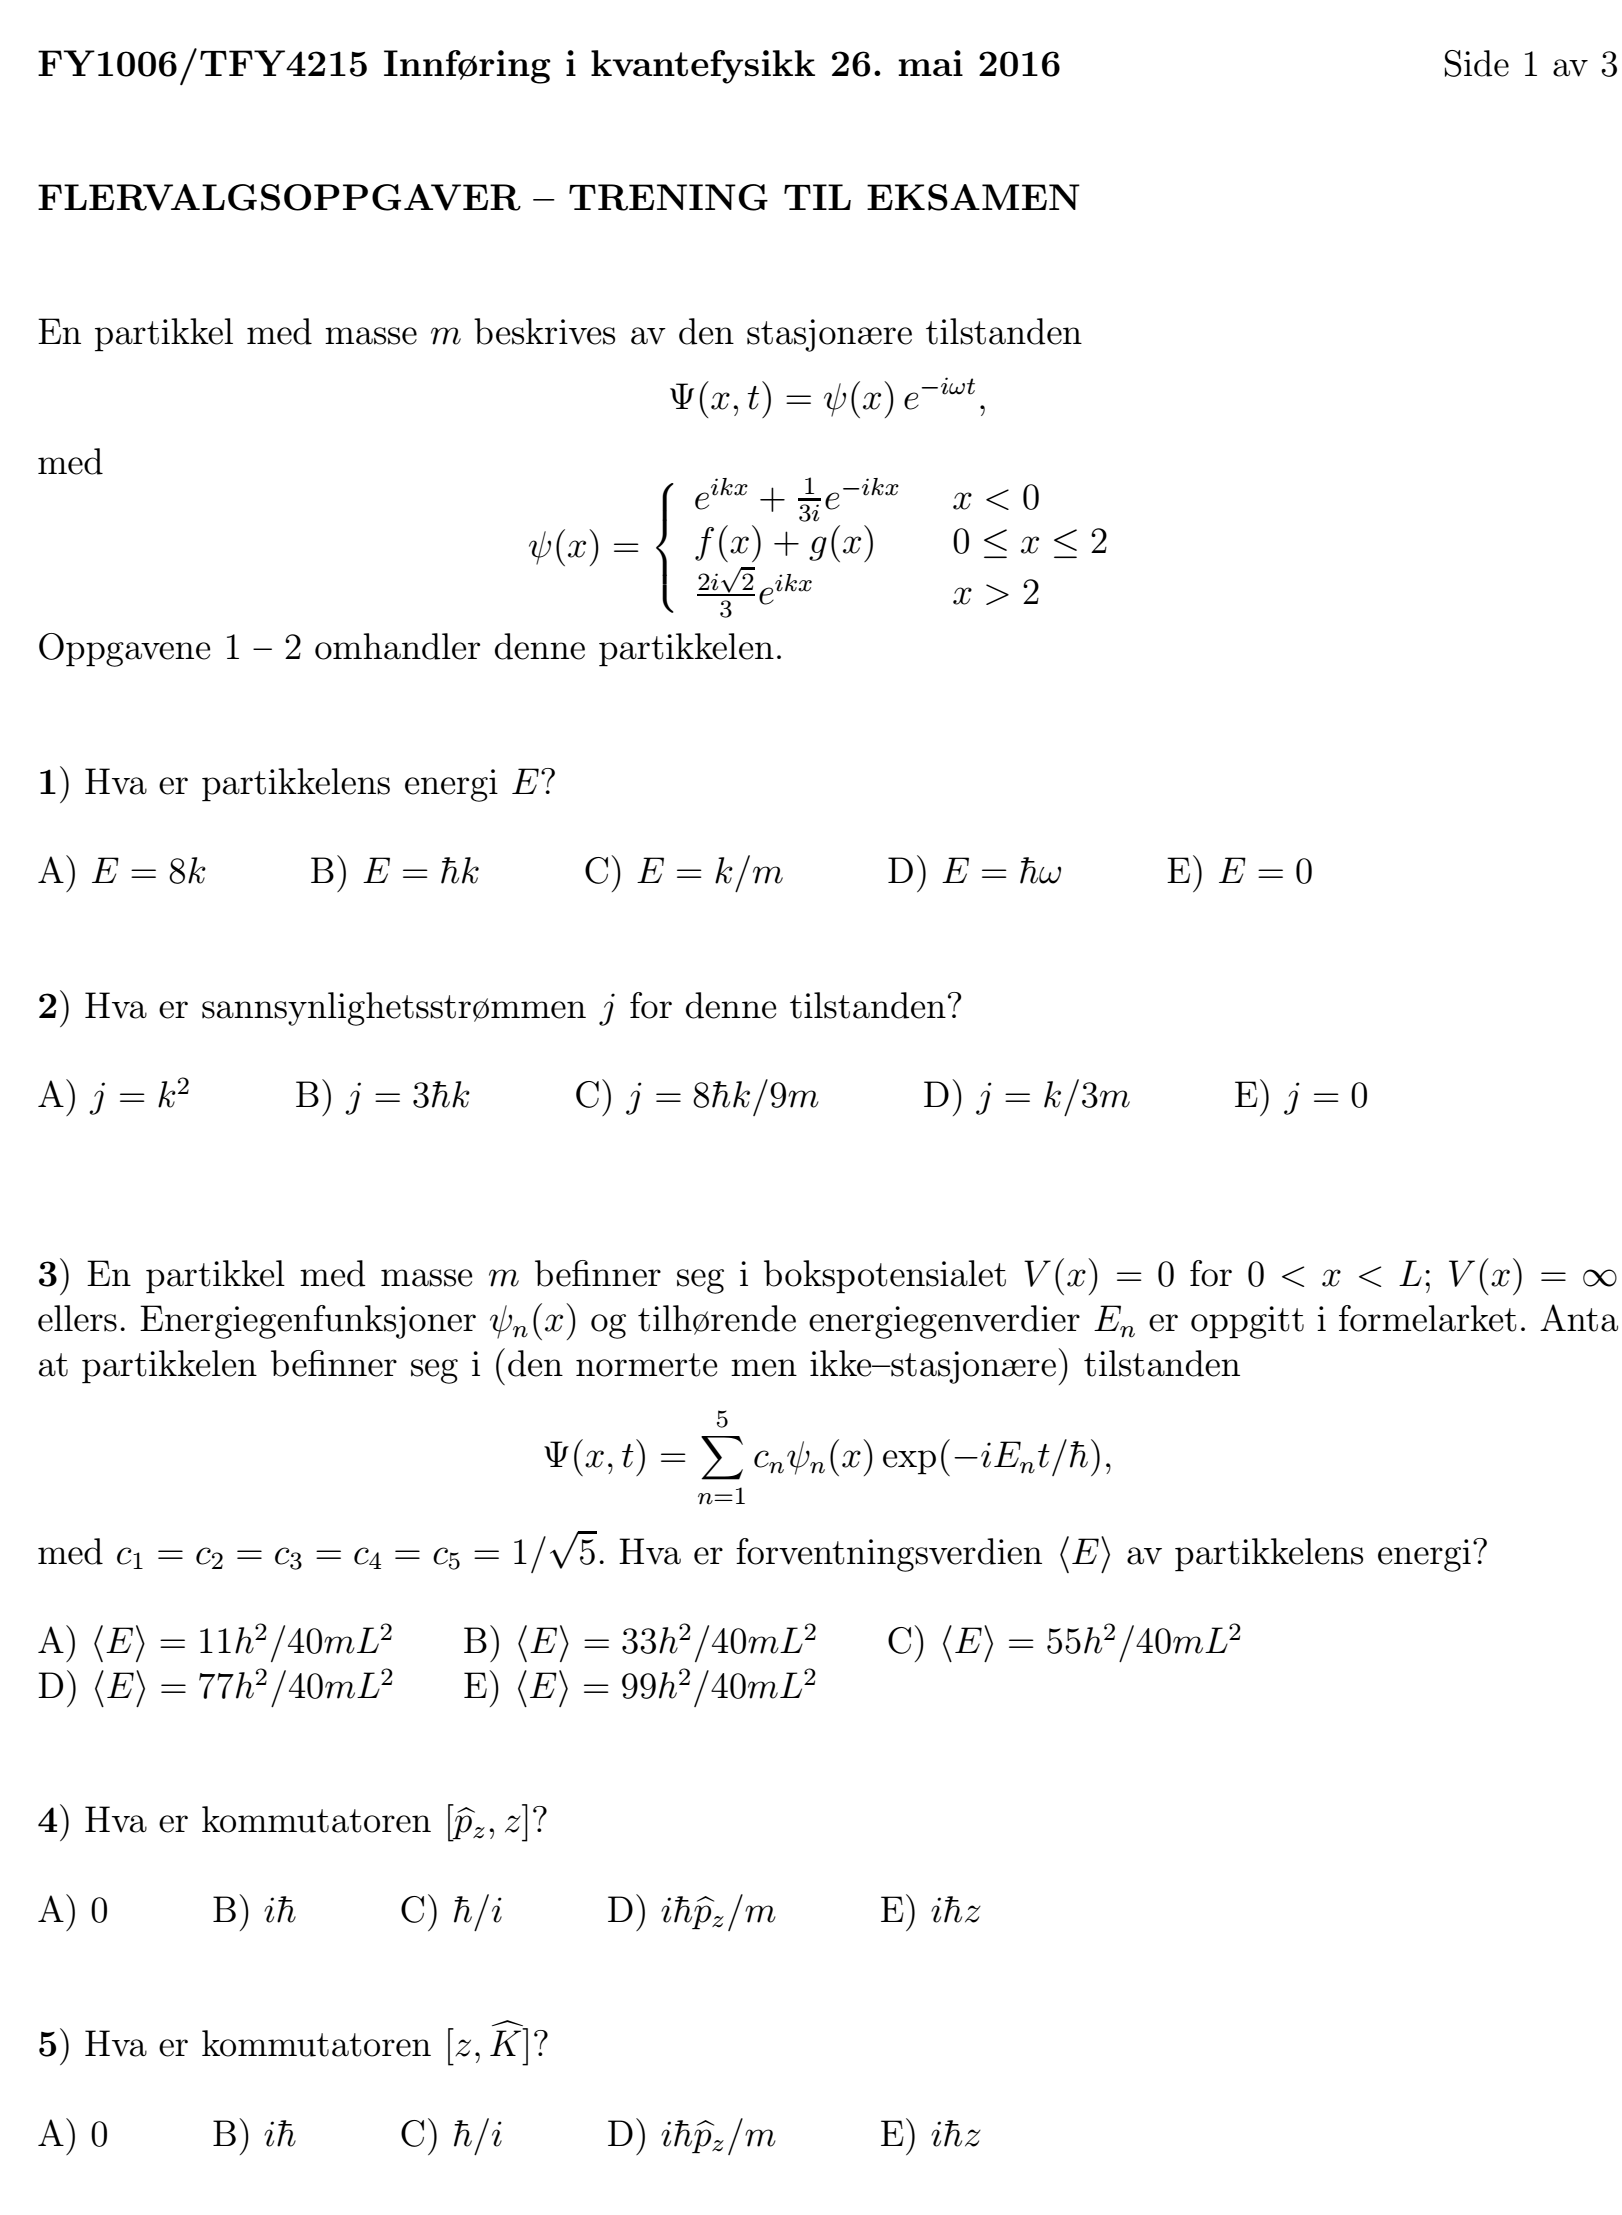 FY1006/TFY4215 Innføring i kvantefysikk 26. mai 2016 Side 1 av 3
FLERVALGSOPPGAVER – TRENING TIL EKSAMEN
En partikkel med masse m beskrives av den stasjonære tilstanden
Ψ(x, t) = ψ(x) e^{−iωt},
med
ψ(x) = {
e^{ikx} + \frac{1}{3i}e^{−ikx} x < 0
f(x) + g(x) 0 ≤ x ≤ 2
\frac{2i√2}{3}e^{ikx} x > 2
Oppgavene 1 – 2 omhandler denne partikkelen.
1) Hva er partikkelens energi E?
A) E = 8k B) E = ℏk C) E = k/m D) E = ℏω E) E = 0
2) Hva er sannsynlighetsstrømmen j for denne tilstanden?
A) j = k² B) j = 3ℏk C) j = 8ℏk/9m D) j = k/3m E) j = 0
3) En partikkel med masse m befinner seg i bokspotensialet V(x) = 0 for 0 < x < L; V(x) = ∞
ellers. Energiegenfunksjoner ψₙ(x) og tilhørende energiegenverdier Eₙ er oppgitt i formelarket. Anta
at partikkelen befinner seg i (den normerte men ikke–stasjonære) tilstanden
Ψ(x, t) = ∑_{n=1}^{5} cₙψₙ(x) exp(−iEₙt/ℏ),
med c₁ = c₂ = c₃ = c₄ = c₅ = 1/√5. Hva er forventningsverdien ⟨E⟩ av partikkelens energi?
A) ⟨E⟩ = 11h²/40mL² B) ⟨E⟩ = 33h²/40mL² C) ⟨E⟩ = 55h²/40mL²
D) ⟨E⟩ = 77h²/40mL² E) ⟨E⟩ = 99h²/40mL²
4) Hva er kommutatoren [p̂_z, z]?
A) 0 B) iℏ C) ℏ/i D) iℏp̂_z/m E) iℏz
5) Hva er kommutatoren [z, K̂]?
A) 0 B) iℏ C) ℏ/i D) iℏp̂_z/m E) iℏz